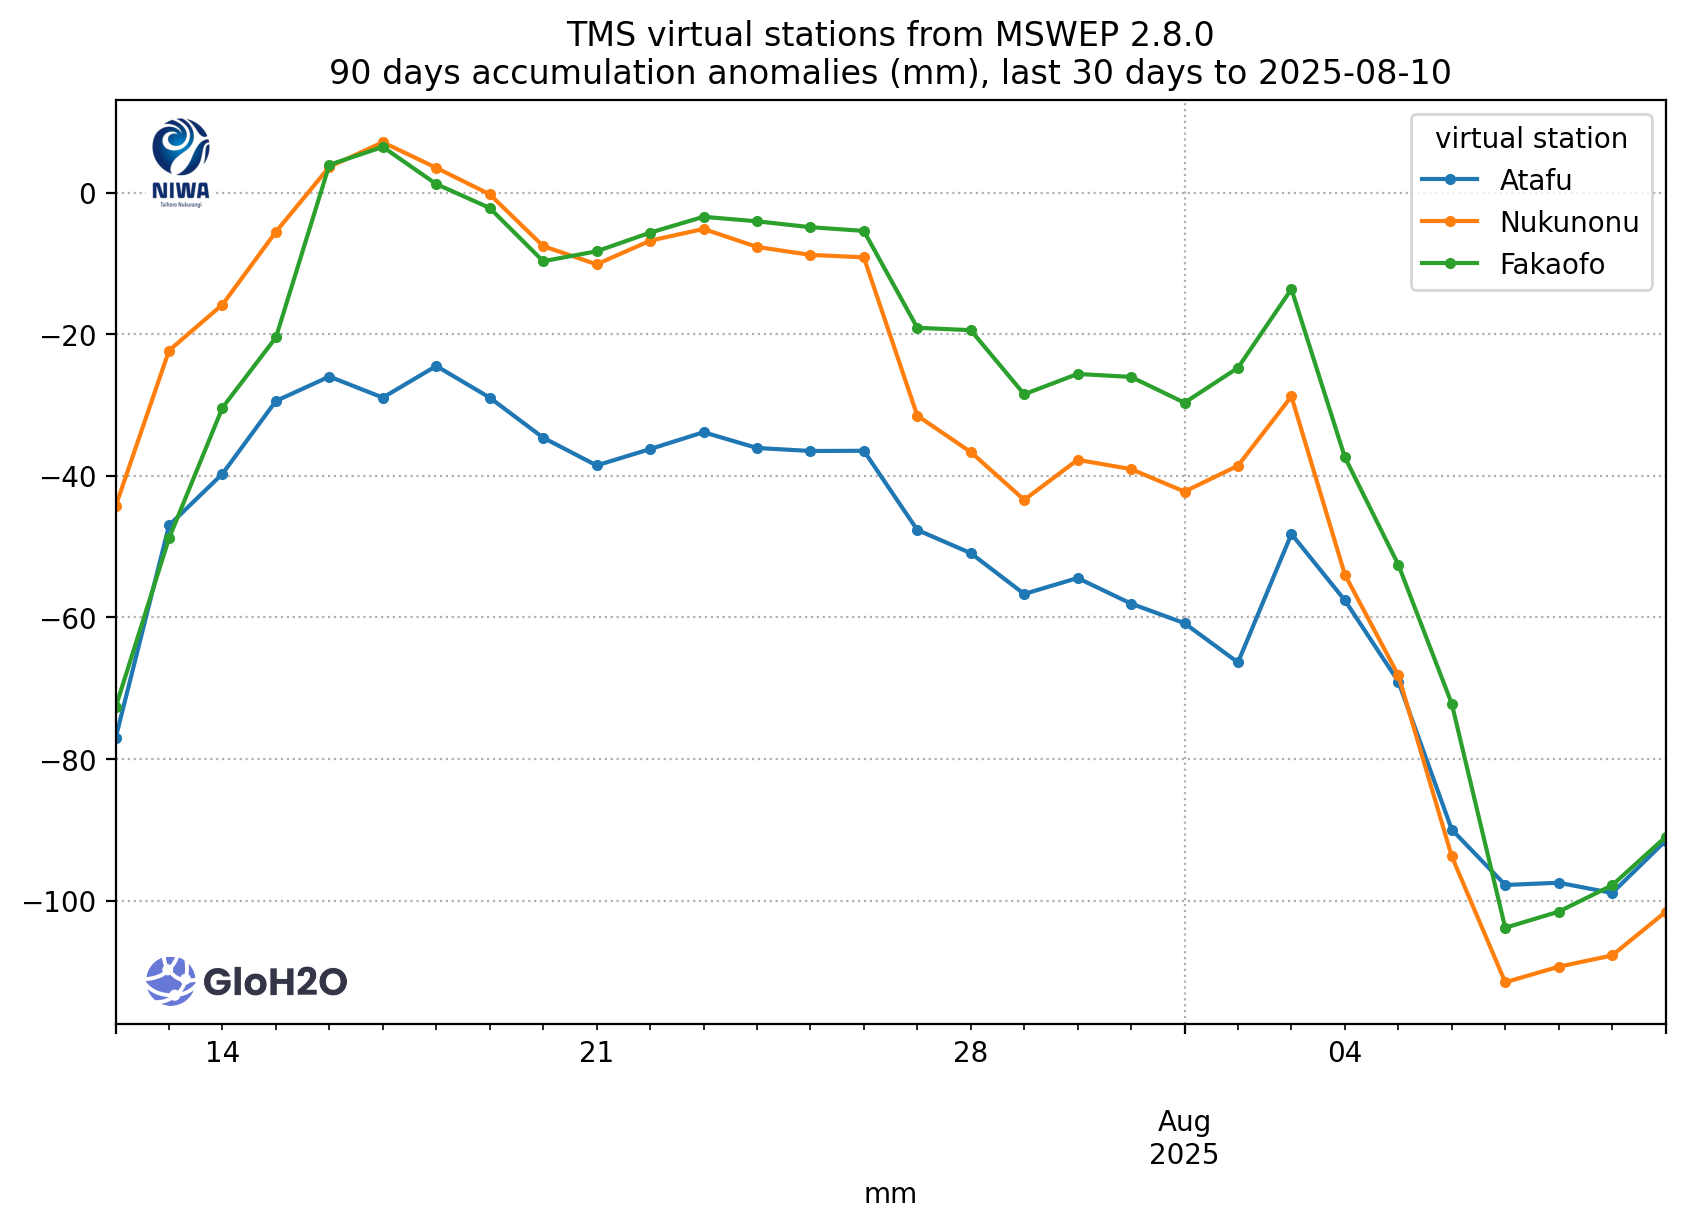 TMS virtual stations from MSWEP 2.8.0
90 days accumulation anomalies (mm), last 30 days to 2025-08-10
NIWA
Taihoro Nukurangi
virtual station
Atafu
Nukunonu
Fakaofo
0
−20
−40
−60
−80
−100
GloH2O
14
21
28
04
Aug
2025
mm